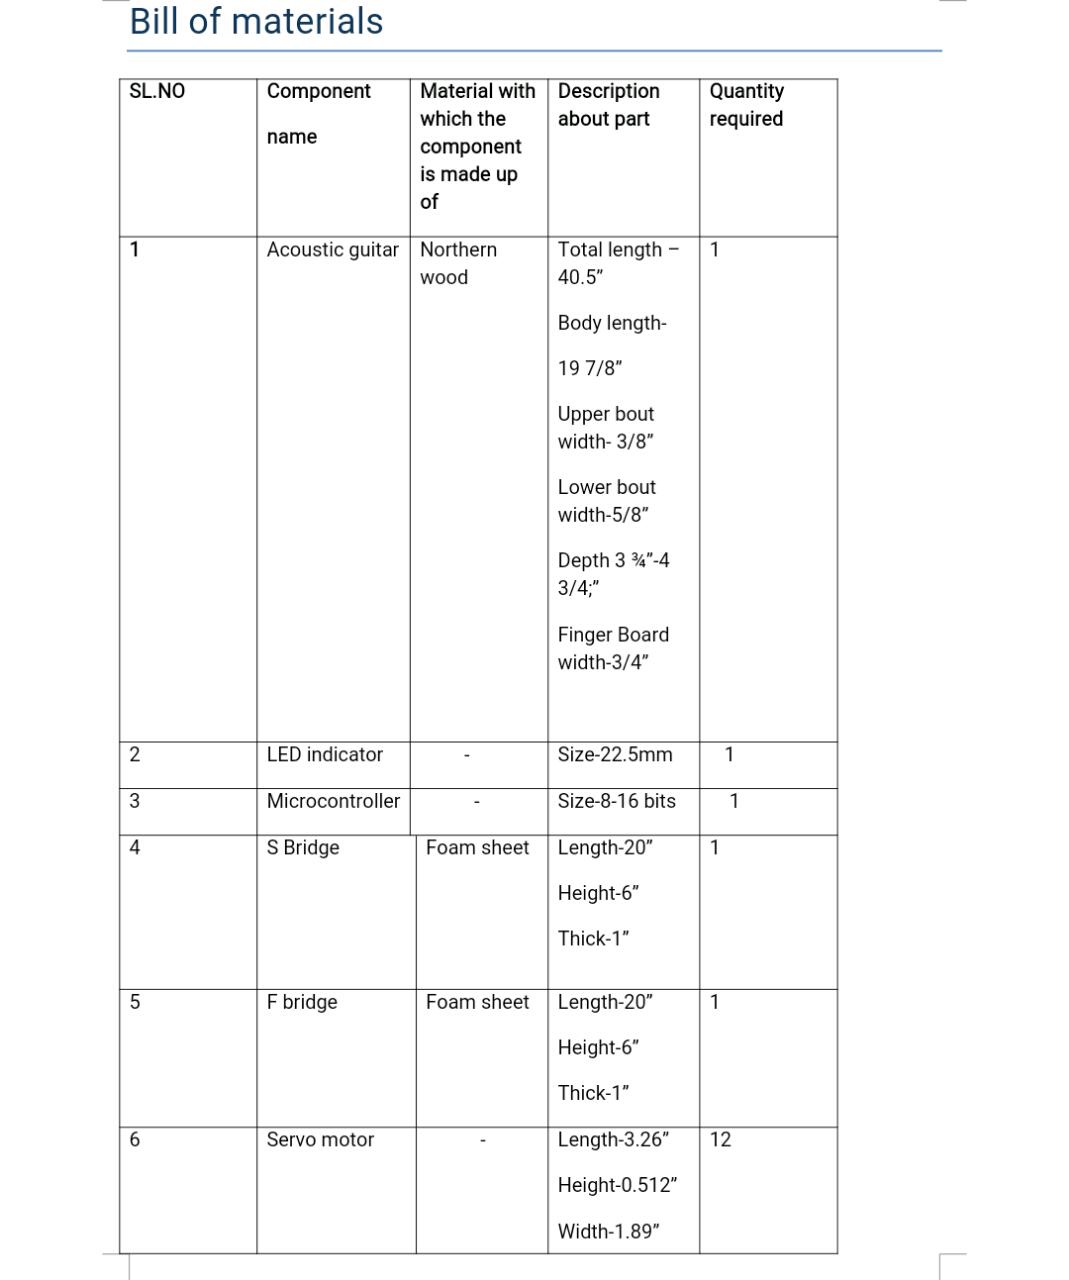 Bill of materials
SL.NO
Component
name
Material with
which the
component
is made up
of
Description
about part
Quantity
required
1
Acoustic guitar
Northern
wood
Total length –
40.5”
Body length-
19 7/8”
Upper bout
width- 3/8”
Lower bout
width-5/8”
Depth 3 ¾”-4
3/4;”
Finger Board
width-3/4”
1
2
LED indicator
-
Size-22.5mm
1
3
Microcontroller
-
Size-8-16 bits
1
4
S Bridge
Foam sheet
Length-20”
Height-6”
Thick-1”
1
5
F bridge
Foam sheet
Length-20”
Height-6”
Thick-1”
1
6
Servo motor
-
Length-3.26”
Height-0.512”
Width-1.89”
12